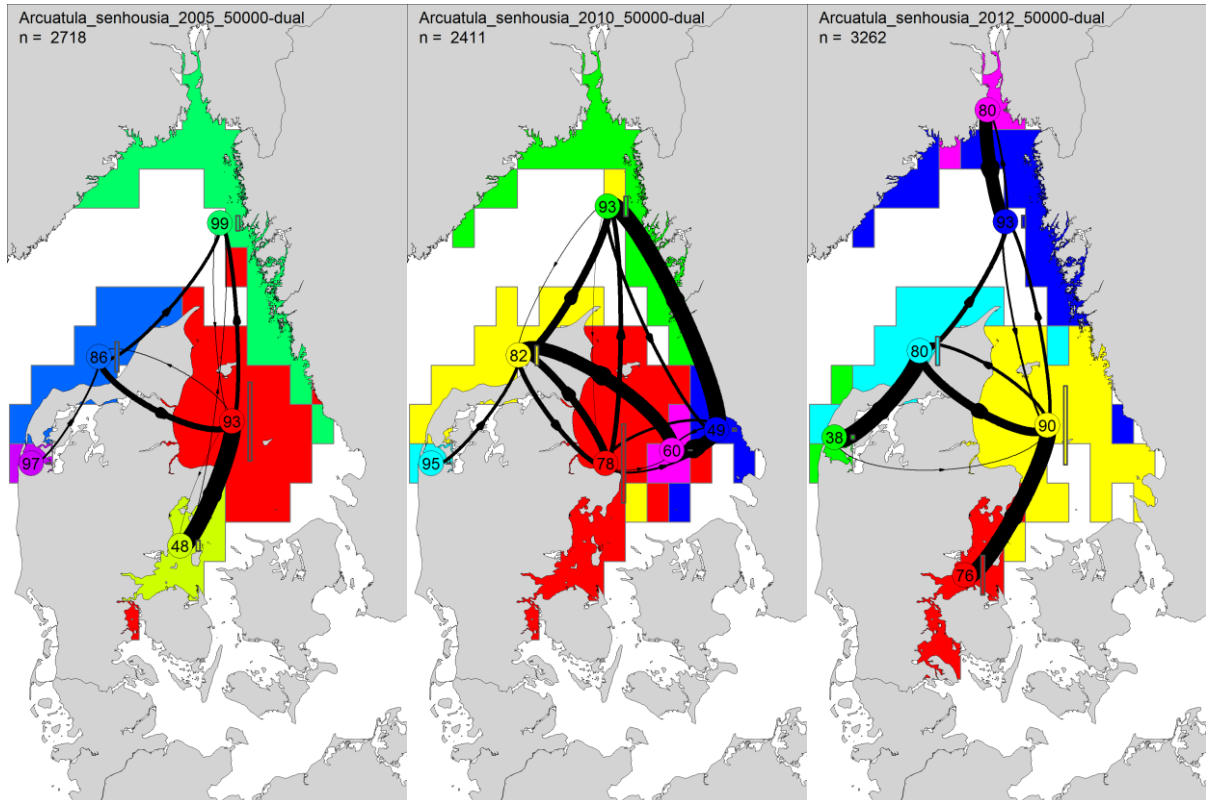 Arcuatula_senhousia_2005_50000-dual
n = 2718
99
86
93
97
48
Arcuatula_senhousia_2010_50000-dual
n = 2411
93
82
49
60
78
95
Arcuatula_senhousia_2012_50000-dual
n = 3262
80
93
80
90
38
76